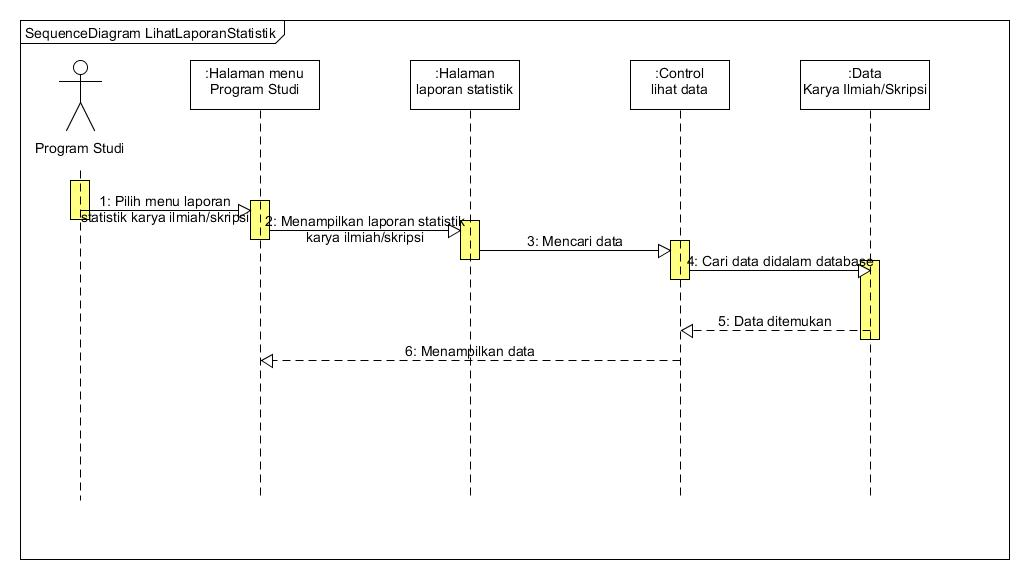 SequenceDiagram LihatLaporanStatistik
Program Studi
:Halaman menu
Program Studi
:Halaman
laporan statistik
:Control
lihat data
:Data
Karya Ilmiah/Skripsi
1: Pilih menu laporan
statistik karya ilmiah/skripsi
2: Menampilkan laporan statistik
karya ilmiah/skripsi
3: Mencari data
4: Cari data didalam database
5: Data ditemukan
6: Menampilkan data